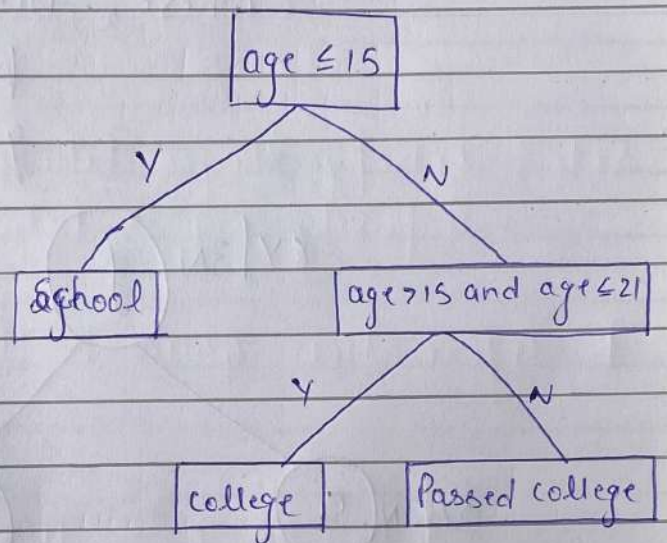 age ≤ 15
Y
N
School
age > 15 and age ≤ 21
Y
N
college
Passed college